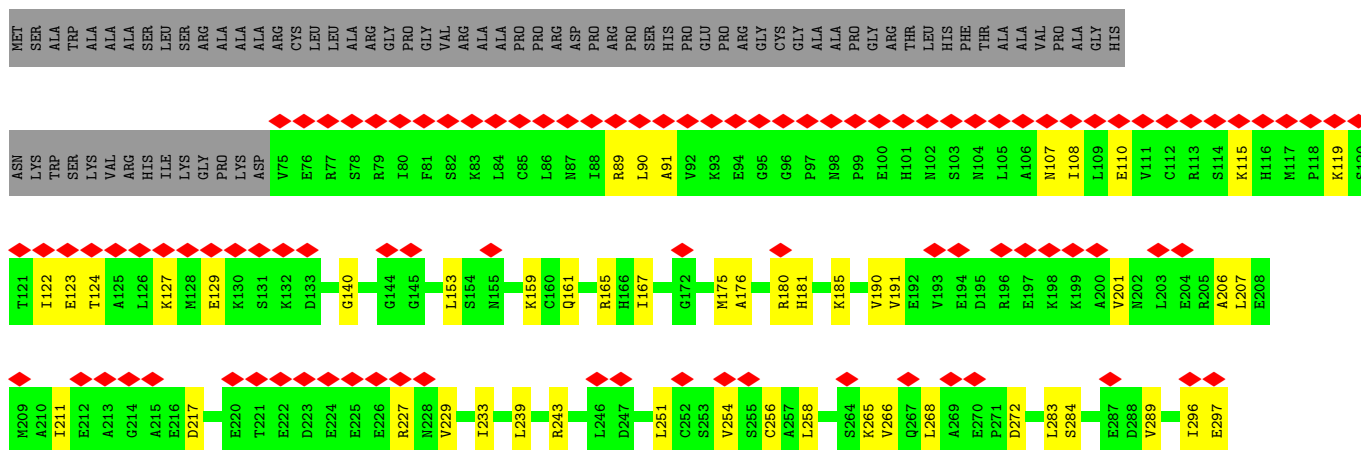 MET SER ALA TRP ALA ALA ALA SER LEU SER ARG ALA ALA ALA ARG CYS LEU LEU ALA ARG GLY PRO GLY VAL ARG ALA ALA PRO PRO ARG ASP PRO ARG PRO SER HIS PRO GLU PRO ARG GLY CYS GLY ALA ALA PRO GLY ARG THR LEU HIS PHE THR ALA ALA VAL PRO ALA GLY HIS
ASN LYS TRP SER LYS VAL ARG HIS ILE LYS GLY PRO LYS ASP V75 E76 R77 S78 R79 I80 F81 S82 K83 L84 C85 L86 N87 I88 R89 L90 A91 V92 K93 E94 G95 G96 P97 N98 P99 E100 H101 N102 S103 N104 L105 A106 N107 I108 L109 E110 V111 C112 R113 S114 K115 H116 M117 P118 K119 S120
T121 I122 E123 T124 A125 L126 K127 M128 E129 K130 S131 K132 D133 G140 G144 G145 L153 S154 N155 K159 C160 Q161 R165 H166 I167 G172 M175 A176 R180 H181 K185 V190 V191 E192 V193 E194 D195 R196 E197 K198 K199 A200 V201 N202 L203 E204 R205 A206 L207 E208
M209 A210 I211 E212 A213 G214 A215 E216 D217 E220 T221 E222 D223 E224 E225 E226 R227 N228 V229 I233 L239 R243 L246 D247 L251 C252 S253 V254 S255 C256 A257 L258 S264 K265 V266 Q267 L268 A269 E270 P271 D272 L283 S284 E287 D288 V289 I296 E297